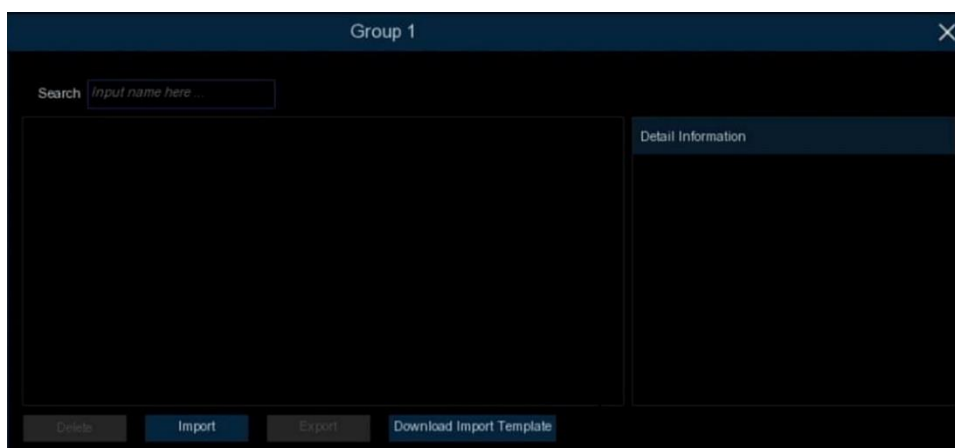 Group 1
Search Input name here ...
Detail Information
Delete Import Export Download Import Template